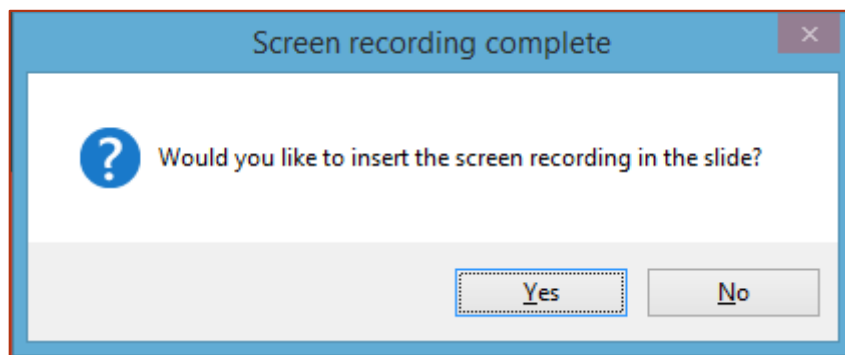 Screen recording complete
Would you like to insert the screen recording in the slide?
Yes
No